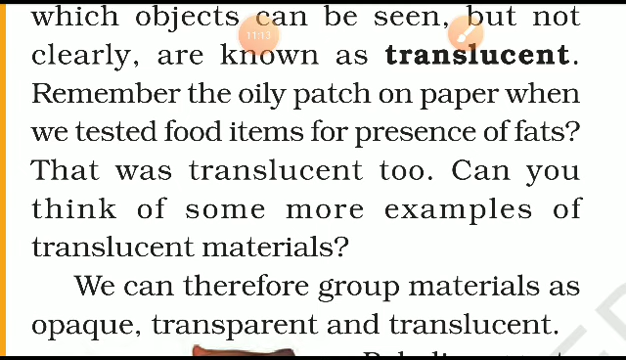 which objects can be seen, but not
11:13
clearly, are known as translucent.
Remember the oily patch on paper when
we tested food items for presence of fats?
That was translucent too. Can you
think of some more examples of
translucent materials?
We can therefore group materials as
opaque, transparent and translucent.